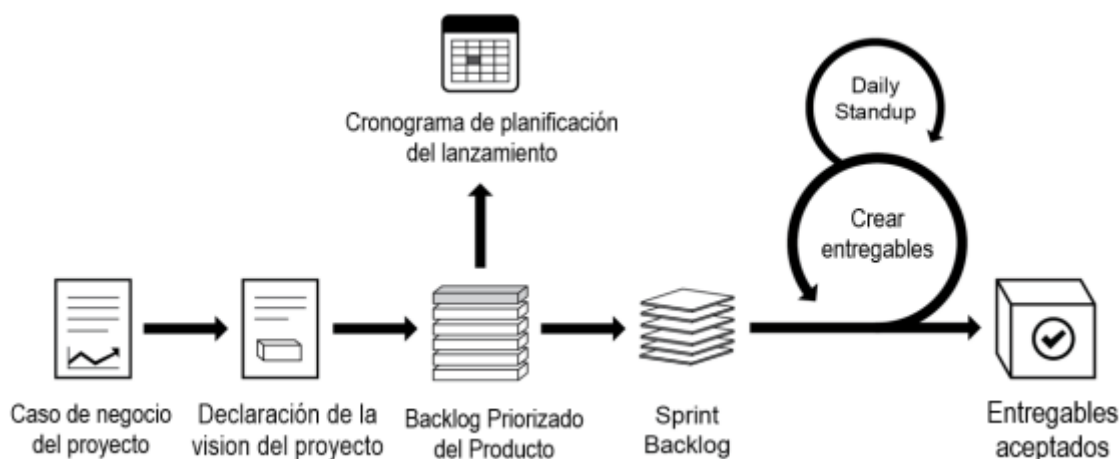 Daily
Standup
Cronograma de planificación
del lanzamiento
Crear
entregables
Caso de negocio
del proyecto
Declaración de la
vision del proyecto
Backlog Priorizado
del Producto
Sprint
Backlog
Entregables
aceptados